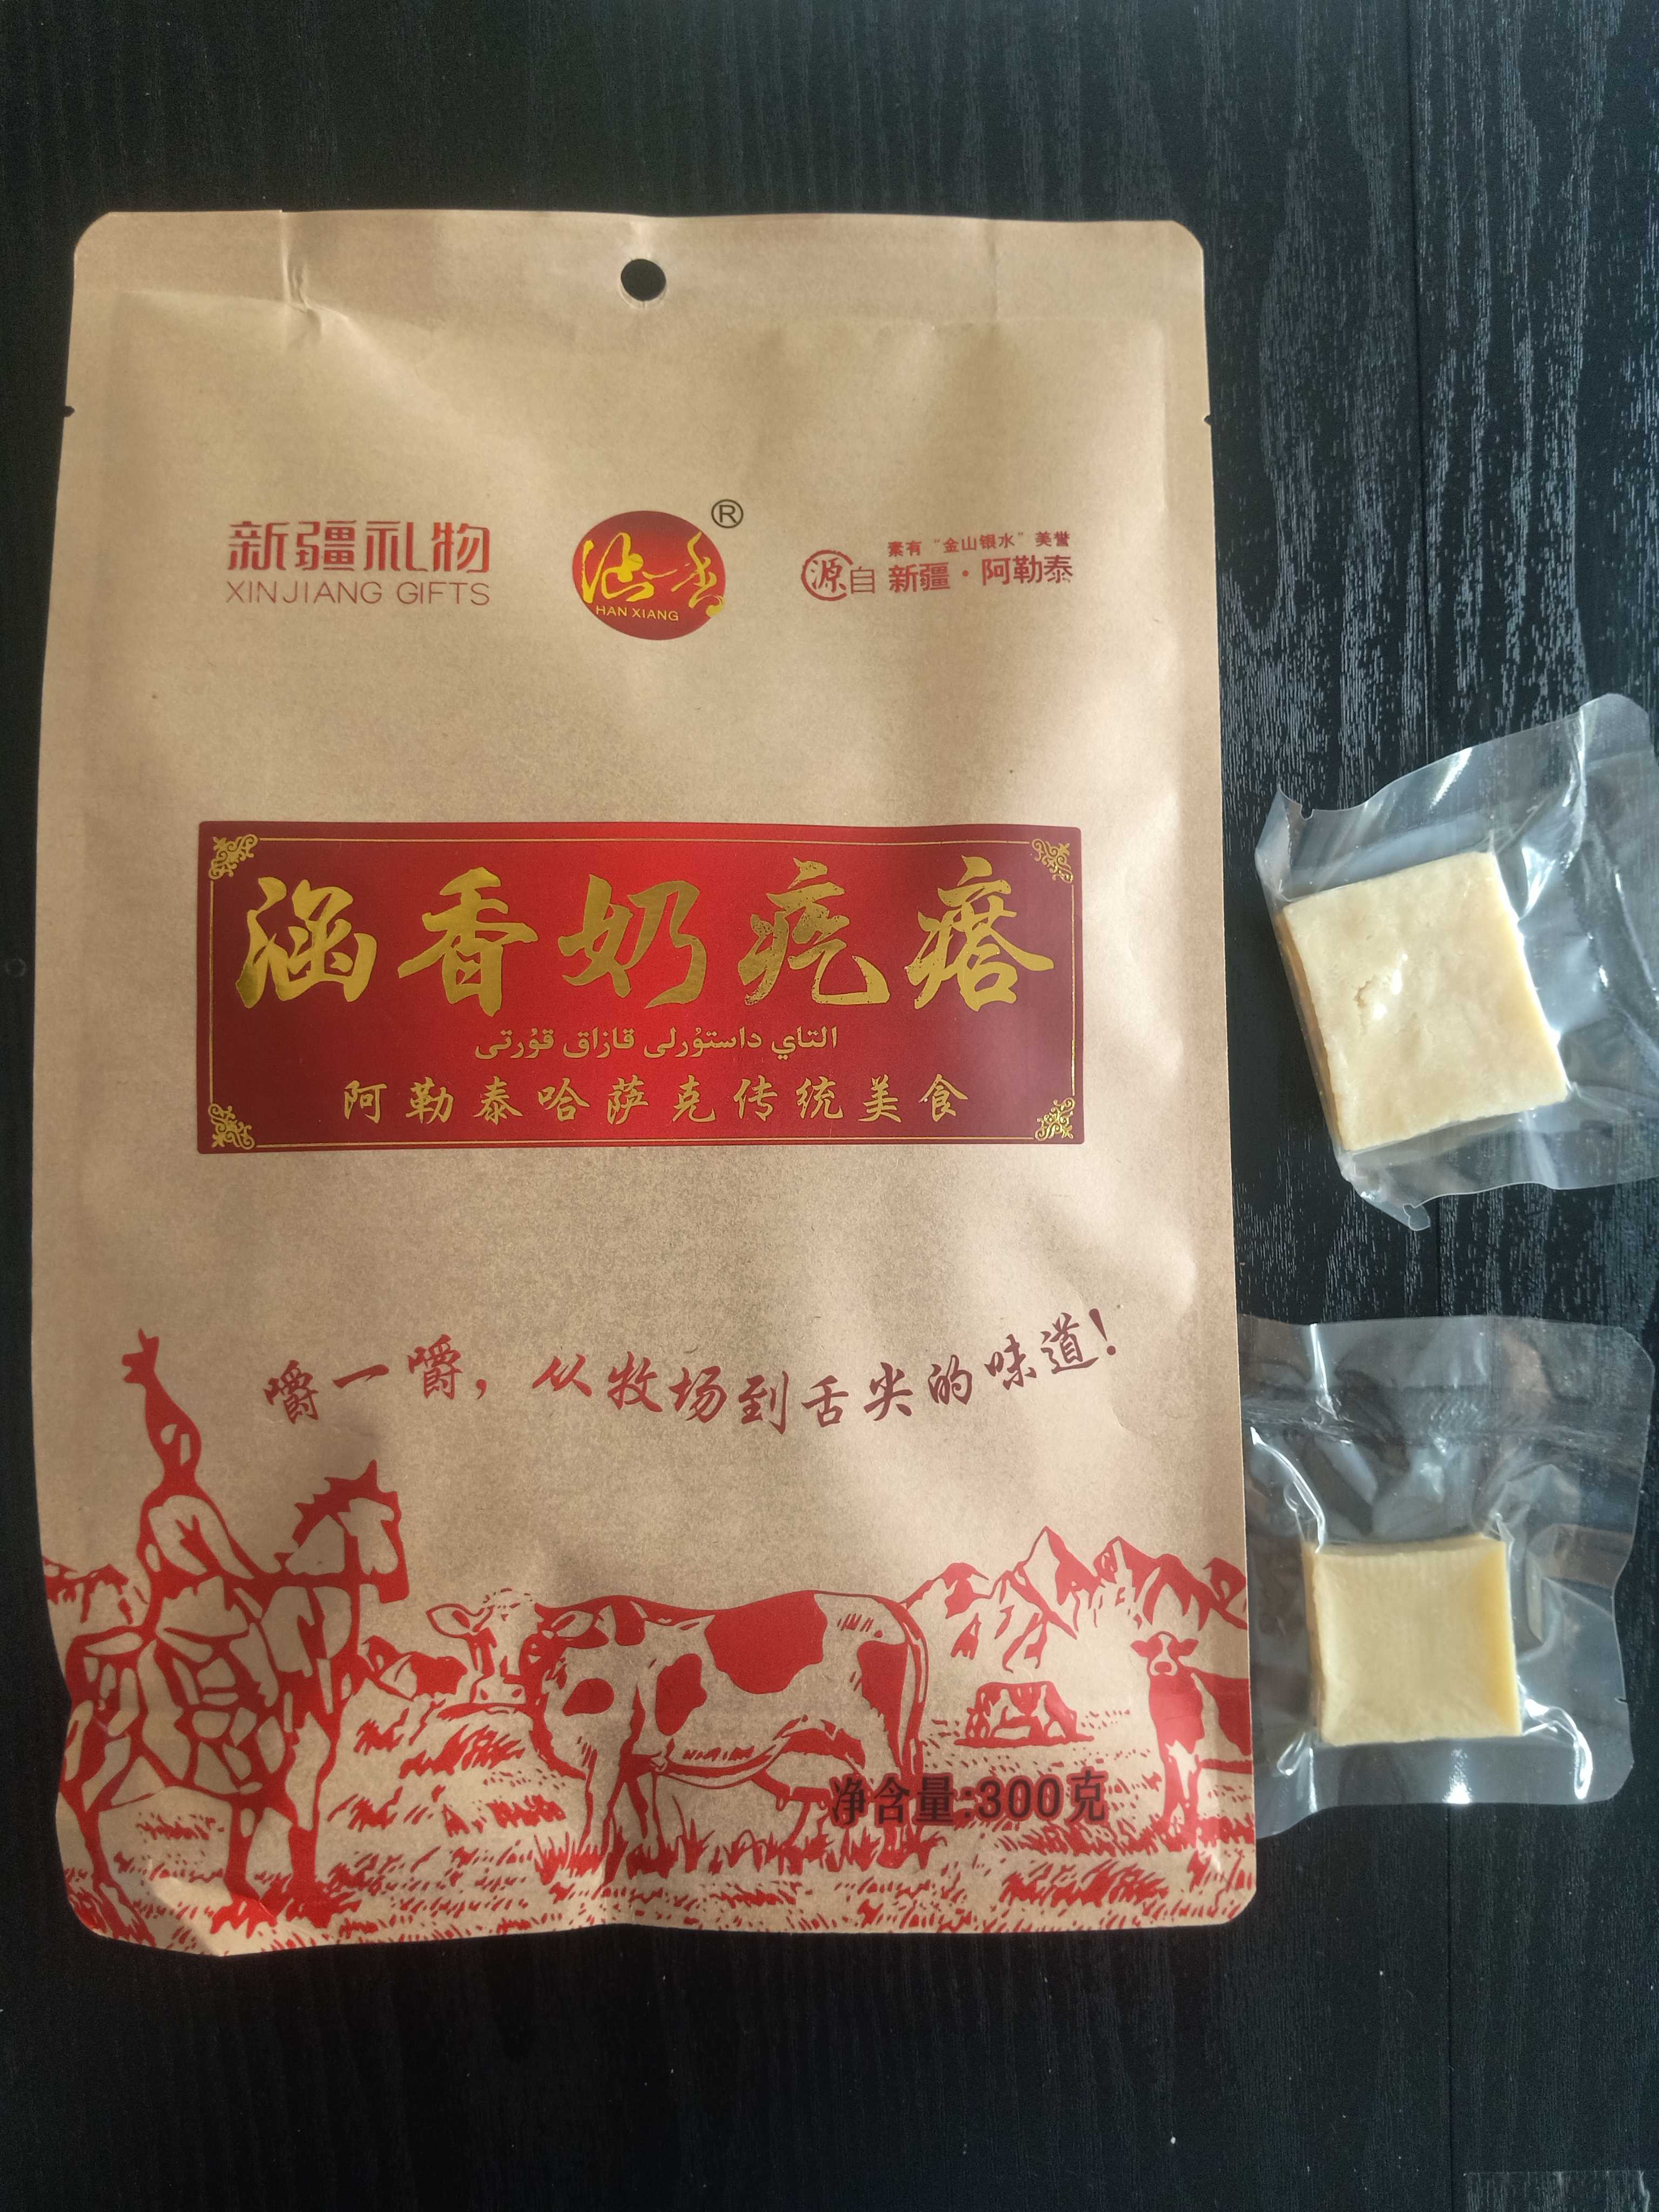 新疆礼物
XINJIANG GIFTS
涵香
HAN XIANG
®
素有“金山银水”美誉
源自 新疆·阿勒泰
涵香奶疙瘩
التاي داستۇرلى قازاق قۇرتى
阿勒泰哈萨克传统美食
嚼一嚼，从牧场到舌尖的味道！
净含量:300克